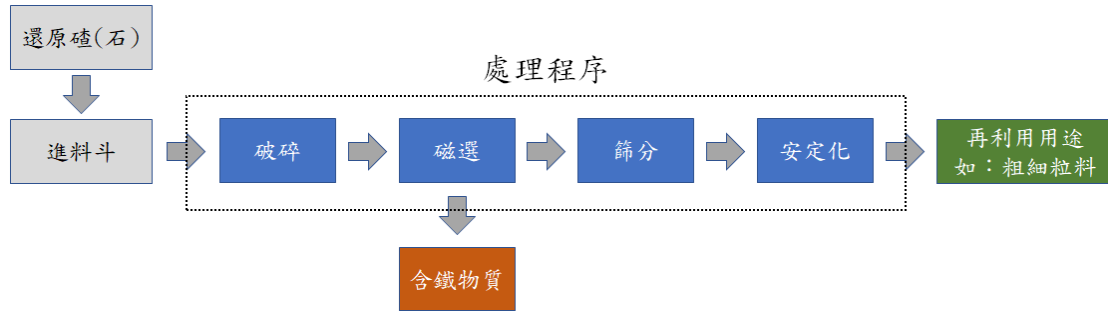 還原碴(石)
處理程序
進料斗
破碎
磁選
篩分
安定化
再利用用途
如：粗細粒料
含鐵物質